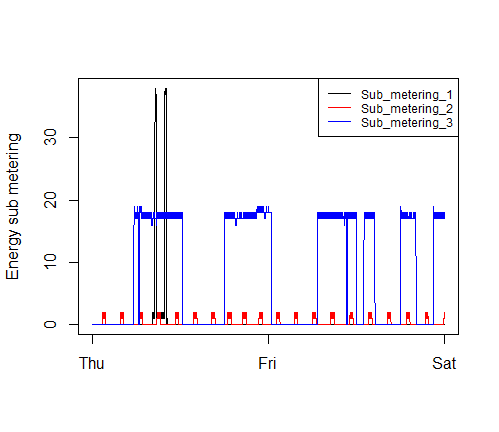 Sub_metering_1
Sub_metering_2
Sub_metering_3
Energy sub metering
30
20
10
0
Thu Fri Sat